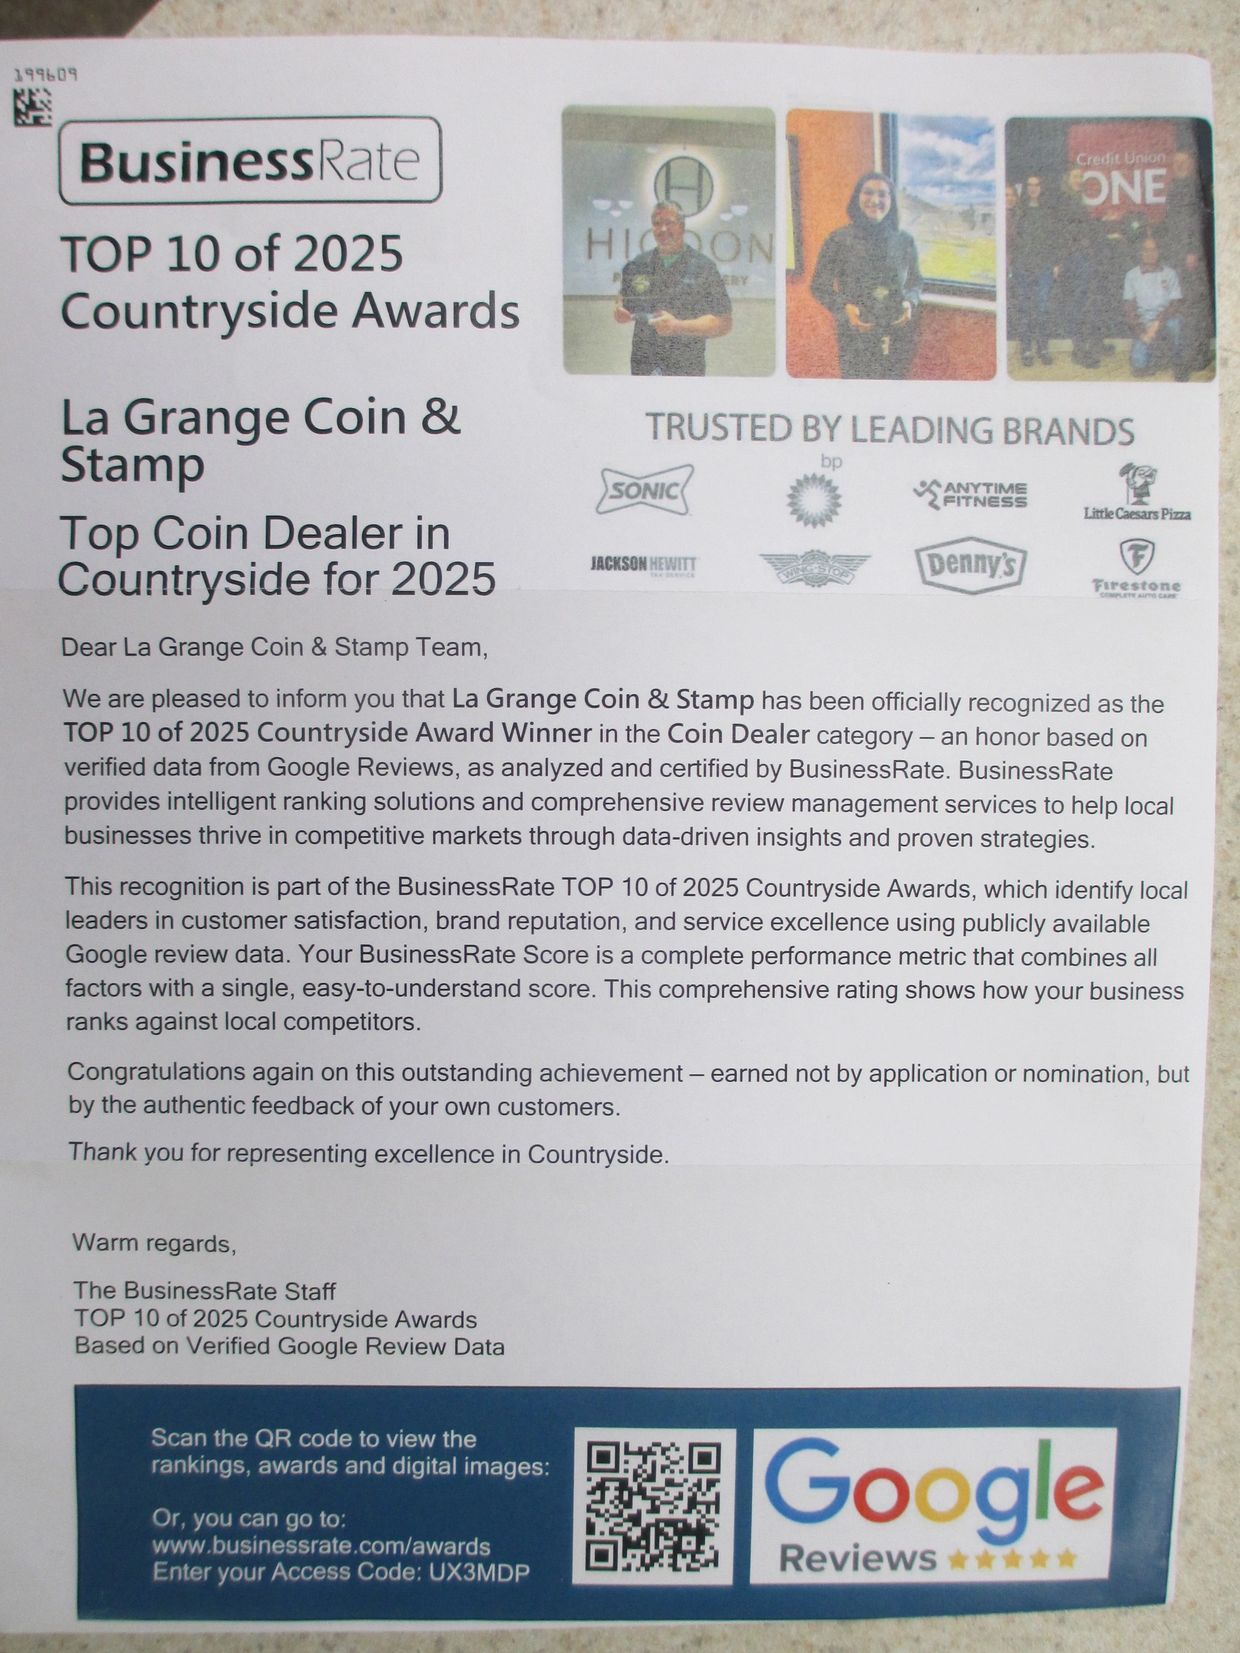 199609
BusinessRate
TOP 10 of 2025
Countryside Awards
La Grange Coin &
Stamp
Top Coin Dealer in
Countryside for 2025
H
Credit Union
ONE
TRUSTED BY LEADING BRANDS
SONIC
bp
ANYTIME
FITNESS
Little Caesars Pizza
JACKSON HEWITT
TAX SERVICE
WING-STOP
Denny's
F
Firestone
COMPLETE AUTO CARE
Dear La Grange Coin & Stamp Team,
We are pleased to inform you that La Grange Coin & Stamp has been officially recognized as the
TOP 10 of 2025 Countryside Award Winner in the Coin Dealer category – an honor based on
verified data from Google Reviews, as analyzed and certified by BusinessRate. BusinessRate
provides intelligent ranking solutions and comprehensive review management services to help local
businesses thrive in competitive markets through data-driven insights and proven strategies.
This recognition is part of the BusinessRate TOP 10 of 2025 Countryside Awards, which identify local
leaders in customer satisfaction, brand reputation, and service excellence using publicly available
Google review data. Your BusinessRate Score is a complete performance metric that combines all
factors with a single, easy-to-understand score. This comprehensive rating shows how your business
ranks against local competitors.
Congratulations again on this outstanding achievement – earned not by application or nomination, but
by the authentic feedback of your own customers.
Thank you for representing excellence in Countryside.
Warm regards,
The BusinessRate Staff
TOP 10 of 2025 Countryside Awards
Based on Verified Google Review Data
Scan the QR code to view the
rankings, awards and digital images:
Or, you can go to:
www.businessrate.com/awards
Enter your Access Code: UX3MDP
Google
Reviews